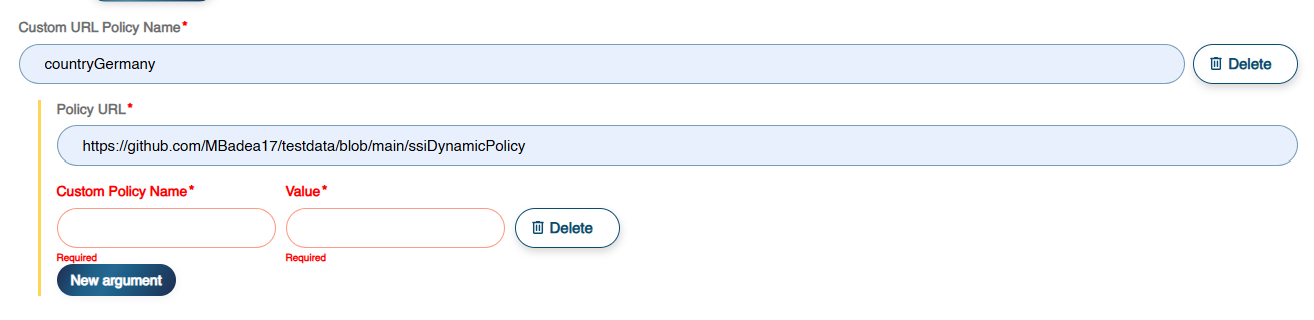 Custom URL Policy Name*
countryGermany
Delete
Policy URL*
https://github.com/MBadea17/testdata/blob/main/ssiDynamicPolicy
Custom Policy Name* Value*
Delete
Required Required
New argument